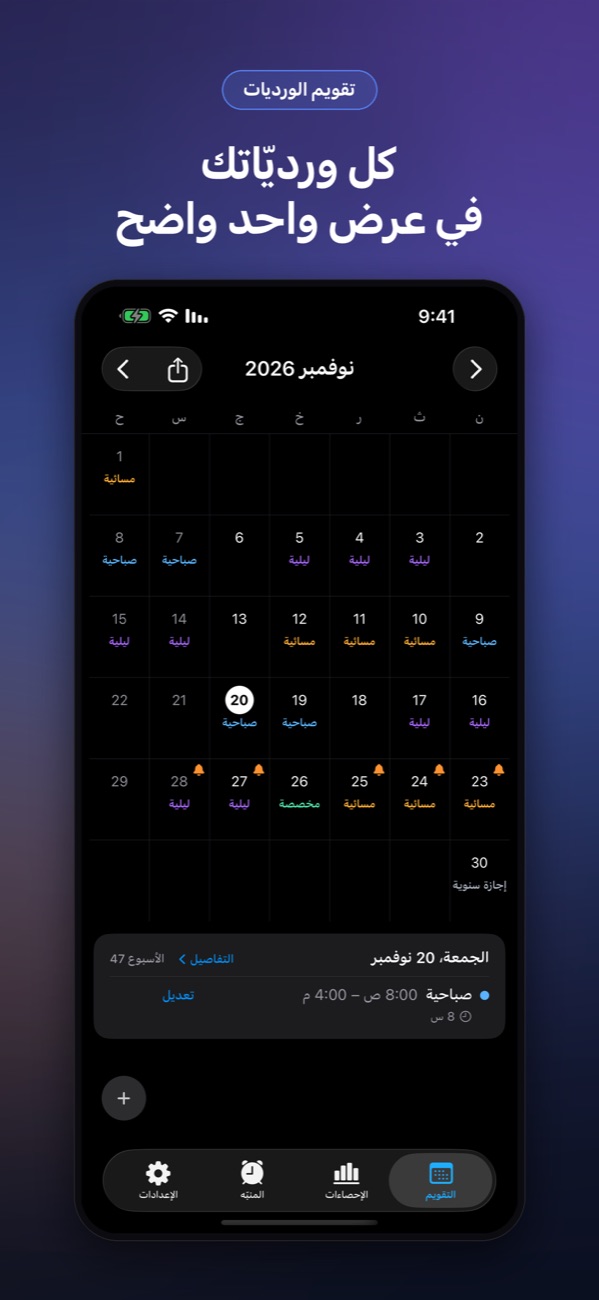 تقويم الورديات
كل ورديّاتك
في عرض واحد واضح
9:41
نوفمبر 2026
ن ث ر خ ج س ح
1
مسائية
2 3 4 5 6 7 8
ليلية ليلية ليلية صباحية صباحية
9 10 11 12 13 14 15
صباحية مسائية مسائية مسائية ليلية ليلية
16 17 18 19 20 21 22
ليلية ليلية صباحية صباحية
23 24 25 26 27 28 29
مسائية مسائية مسائية مخصصة ليلية ليلية
30
إجازة سنوية
الجمعة، 20 نوفمبر التفاصيل الأسبوع 47
صباحية 8:00 ص – 4:00 م تعديل
8 س
التقويم الإحصاءات المنبّه الإعدادات